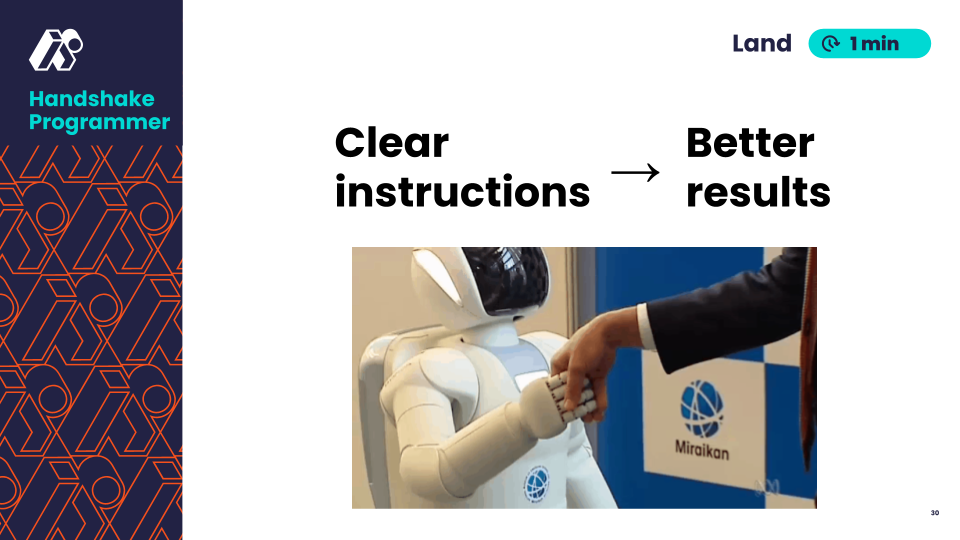 Handshake
Programmer
Land
1 min
Clear
instructions
→
Better
results
Miraikan
30